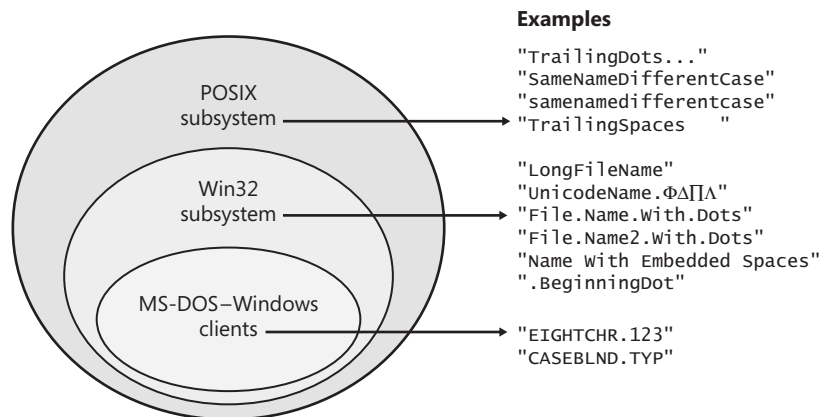 Examples
"TrailingDots..."
"SameNameDifferentCase"
"samenamedifferentcase"
"TrailingSpaces   "
POSIX
subsystem
"LongFileName"
"UnicodeName.ΦΔΠΛ"
"File.Name.With.Dots"
"File.Name2.With.Dots"
"Name With Embedded Spaces"
".BeginningDot"
Win32
subsystem
MS-DOS–Windows
clients
"EIGHTCHR.123"
"CASEBLND.TYP"